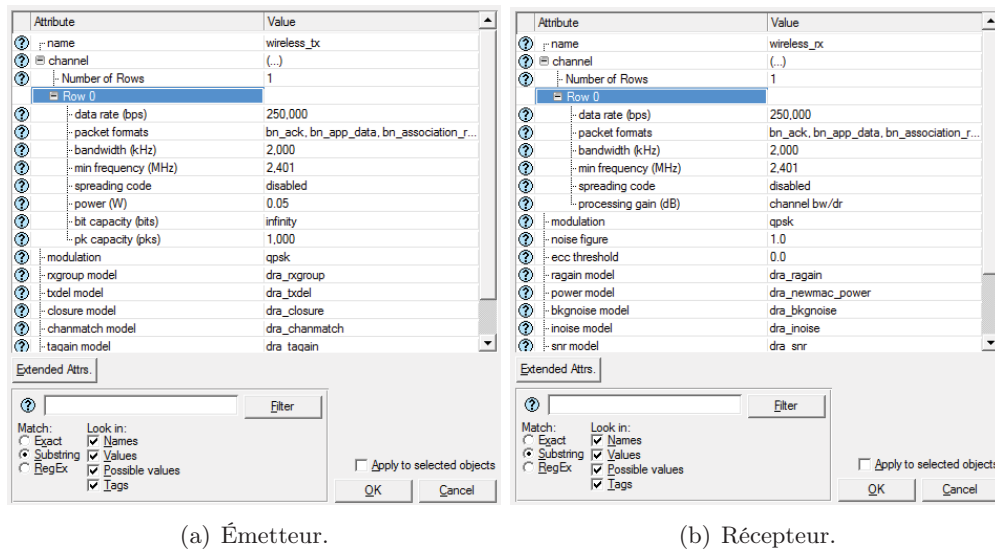 Attribute Value
name wireless_tx
channel (...)
Number of Rows 1
Row 0
data rate (bps) 250,000
packet formats bn_ack, bn_app_data, bn_association_r...
bandwidth (kHz) 2,000
min frequency (MHz) 2,401
spreading code disabled
power (W) 0.05
bit capacity (bits) infinity
pk capacity (pks) 1,000
modulation qpsk
rxgroup model dra_rxgroup
txdel model dra_txdel
closure model dra_closure
chanmatch model dra_chanmatch
tagain model dra_tagain
Extended Attrs.
Filter
Match: Look in:
Exact Names
Substring Values
RegEx Possible values
Tags
Apply to selected objects
OK Cancel
(a) Émetteur.
Attribute Value
name wireless_rx
channel (...)
Number of Rows 1
Row 0
data rate (bps) 250,000
packet formats bn_ack, bn_app_data, bn_association_r...
bandwidth (kHz) 2,000
min frequency (MHz) 2,401
spreading code disabled
processing gain (dB) channel bw/dr
modulation qpsk
noise figure 1.0
ecc threshold 0.0
ragain model dra_ragain
power model dra_newmac_power
bkgnoise model dra_bkgnoise
inoise model dra_inoise
snr model dra_snr
Extended Attrs.
Filter
Match: Look in:
Exact Names
Substring Values
RegEx Possible values
Tags
Apply to selected objects
OK Cancel
(b) Récepteur.